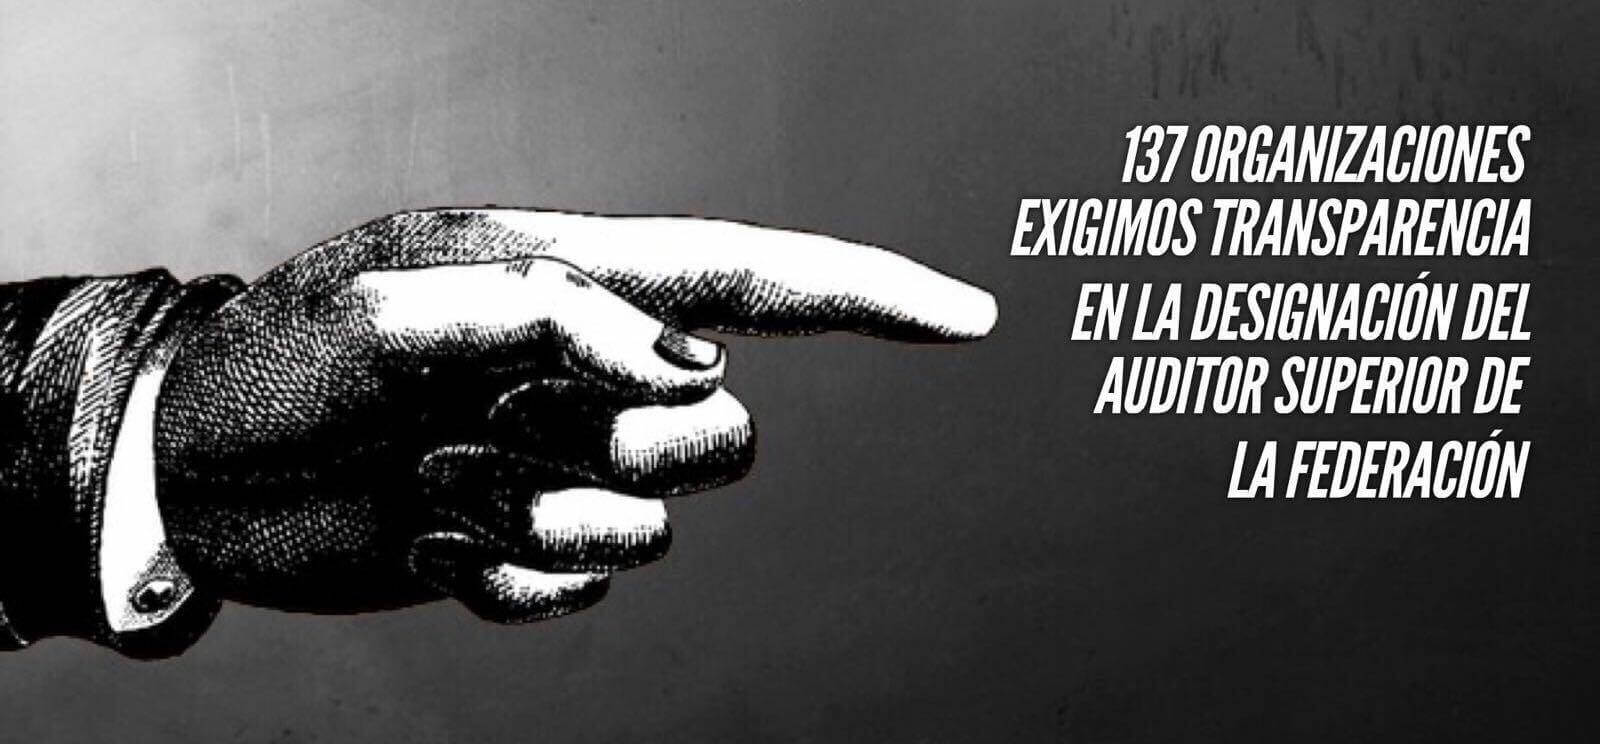 137 ORGANIZACIONES
EXIGIMOS TRANSPARENCIA
EN LA DESIGNACIÓN DEL
AUDITOR SUPERIOR DE
LA FEDERACIÓN